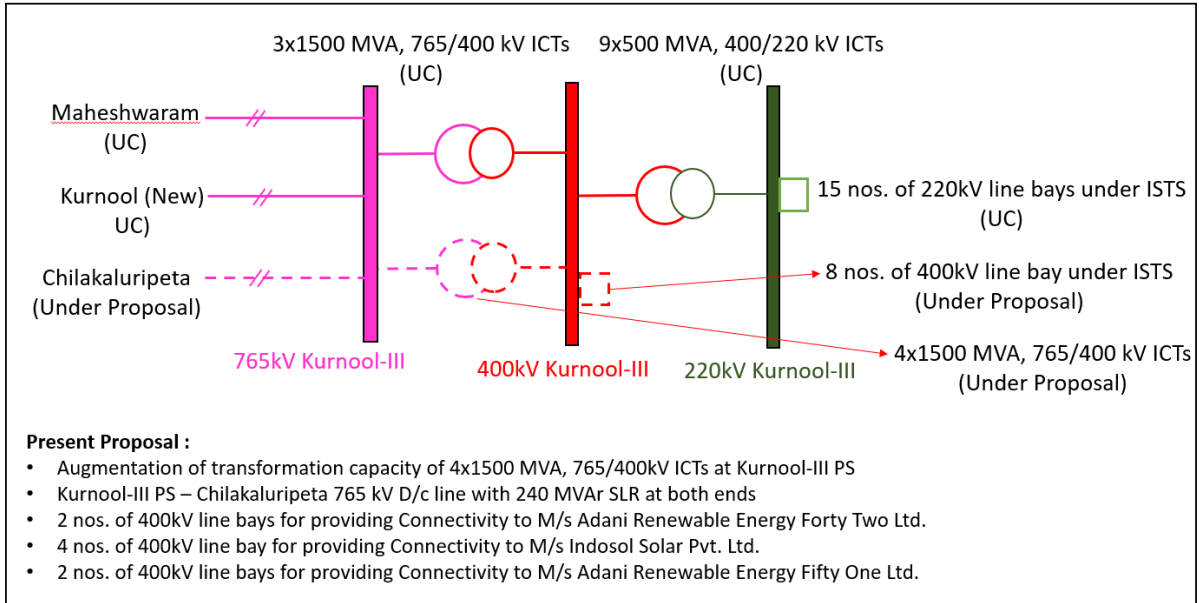 3x1500 MVA, 765/400 kV ICTs
(UC)
9x500 MVA, 400/220 kV ICTs
(UC)
Maheshwaram
(UC)
Kurnool (New)
UC)
Chilakaluripeta
(Under Proposal)
15 nos. of 220kV line bays under ISTS
(UC)
8 nos. of 400kV line bay under ISTS
(Under Proposal)
4x1500 MVA, 765/400 kV ICTs
(Under Proposal)
765kV Kurnool-III
400kV Kurnool-III
220kV Kurnool-III
Present Proposal :
• Augmentation of transformation capacity of 4x1500 MVA, 765/400kV ICTs at Kurnool-III PS
• Kurnool-III PS – Chilakaluripeta 765 kV D/c line with 240 MVAr SLR at both ends
• 2 nos. of 400kV line bays for providing Connectivity to M/s Adani Renewable Energy Forty Two Ltd.
• 4 nos. of 400kV line bay for providing Connectivity to M/s Indosol Solar Pvt. Ltd.
• 2 nos. of 400kV line bays for providing Connectivity to M/s Adani Renewable Energy Fifty One Ltd.